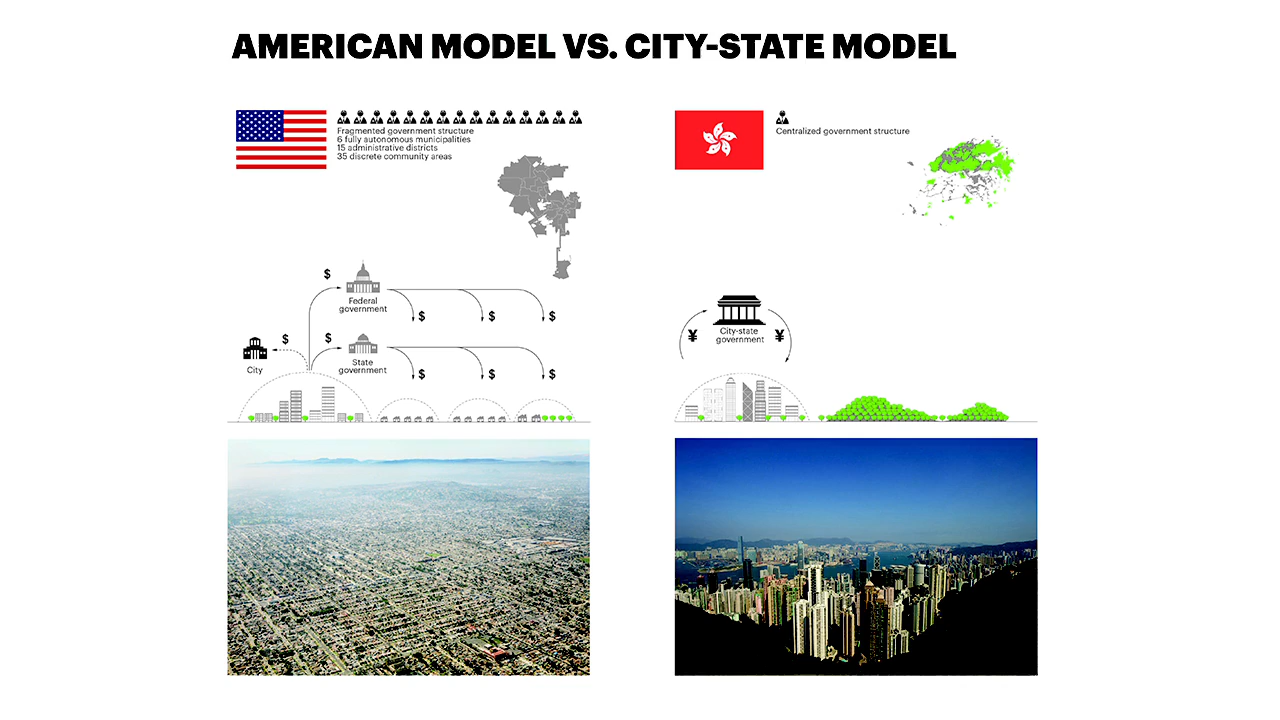 AMERICAN MODEL VS. CITY-STATE MODEL
Fragmented government structure
6 fully autonomous municipalities
15 administrative districts
35 discrete community areas
$
Federal
government
$
$
$
$
City
$
State
government
$
$
$
Centralized government structure
¥
City-state
government
¥